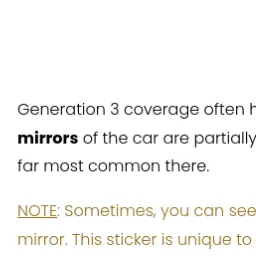 Generation 3 coverage often
mirrors of the car are partially
far most common there.
NOTE: Sometimes, you can see
mirror. This sticker is unique to